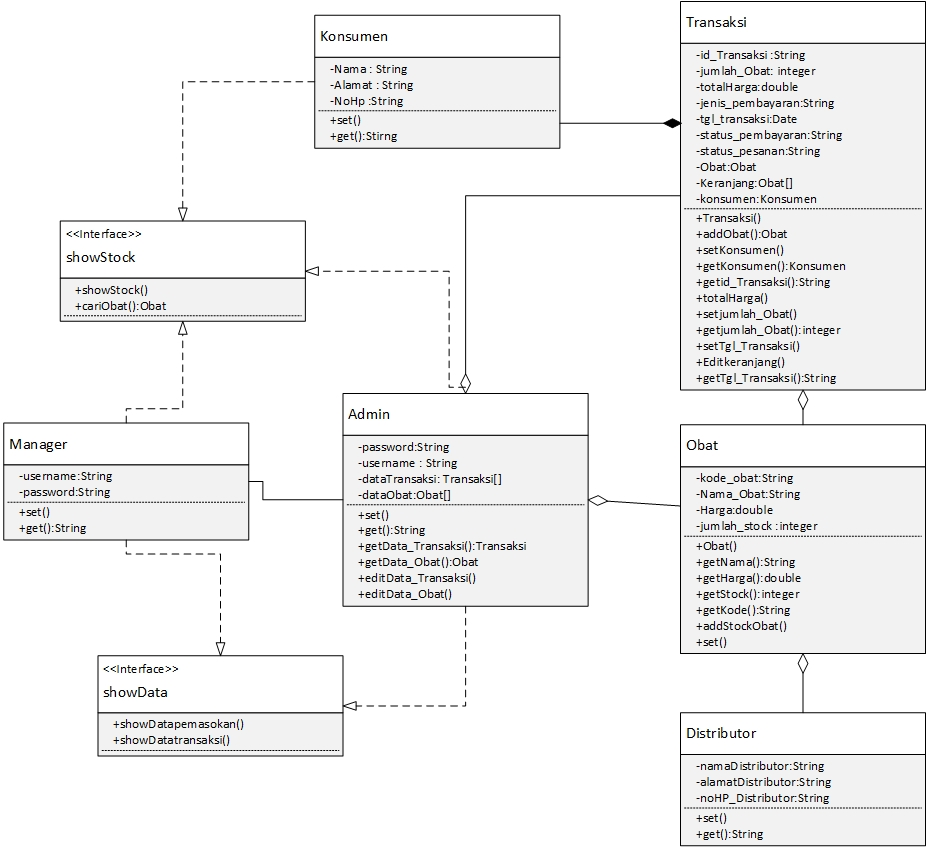 Konsumen
-Nama : String
-Alamat : String
-NoHp :String
+set()
+get():Stirng
Transaksi
-id_Transaksi :String
-jumlah_Obat: integer
-totalHarga:double
-jenis_pembayaran:String
-tgl_transaksi:Date
-status_pembayaran:String
-status_pesanan:String
-Obat:Obat
-Keranjang:Obat[]
-konsumen:Konsumen
+Transaksi()
+addObat():Obat
+setKonsumen()
+getKonsumen():Konsumen
+getid_Transaksi():String
+totalHarga()
+setjumlah_Obat()
+getjumlah_Obat():integer
+setTgl_Transaksi()
+Editkeranjang()
+getTgl_Transaksi():String
<<Interface>>
showStock
+showStock()
+cariObat():Obat
Manager
-username:String
-password:String
+set()
+get():String
Admin
-password:String
-username : String
-dataTransaksi: Transaksi[]
-dataObat:Obat[]
+set()
+get():String
+getData_Transaksi():Transaksi
+getData_Obat():Obat
+editData_Transaksi()
+editData_Obat()
Obat
-kode_obat:String
-Nama_Obat:String
-Harga:double
-jumlah_stock :integer
+Obat()
+getNama():String
+getHarga():double
+getStock():integer
+getKode():String
+addStockObat()
+set()
<<Interface>>
showData
+showDatapemasokan()
+showDatatransaksi()
Distributor
-namaDistributor:String
-alamatDistributor:String
-noHP_Distributor:String
+set()
+get():String